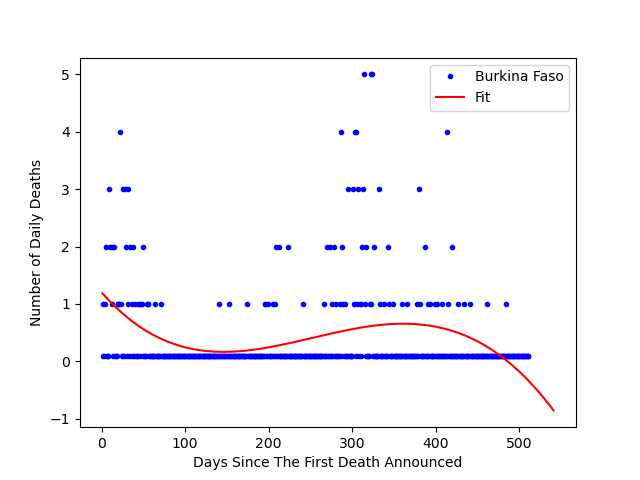 Burkina Faso
Fit
5
4
3
2
1
0
−1
0 100 200 300 400 500
Number of Daily Deaths
Days Since The First Death Announced